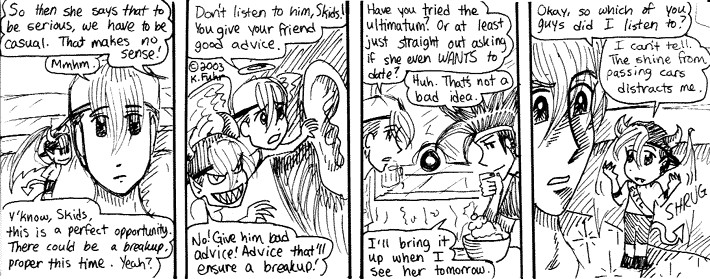 So then she says that to
be serious, we have to be
casual. That makes no
sense!
Mmhm.
Y'know, Skids,
this is a perfect opportunity.
There could be a breakup,
proper this time. Yeah?
Don't listen to him, Skids!
You give your friend
good advice.
©2003
K. Fuhr
No! Give him bad
advice! Advice that'll
ensure a breakup!
Have you tried the
ultimatum? Or at least
just straight out asking
if she even WANTS to
date?
Huh. That's not a
bad idea.
I'll bring it
up when I
see her tomorrow.
Okay, so which of you
guys did I listen to?
I can't tell.
The shine from
passing cars
distracts me.
SHRUG